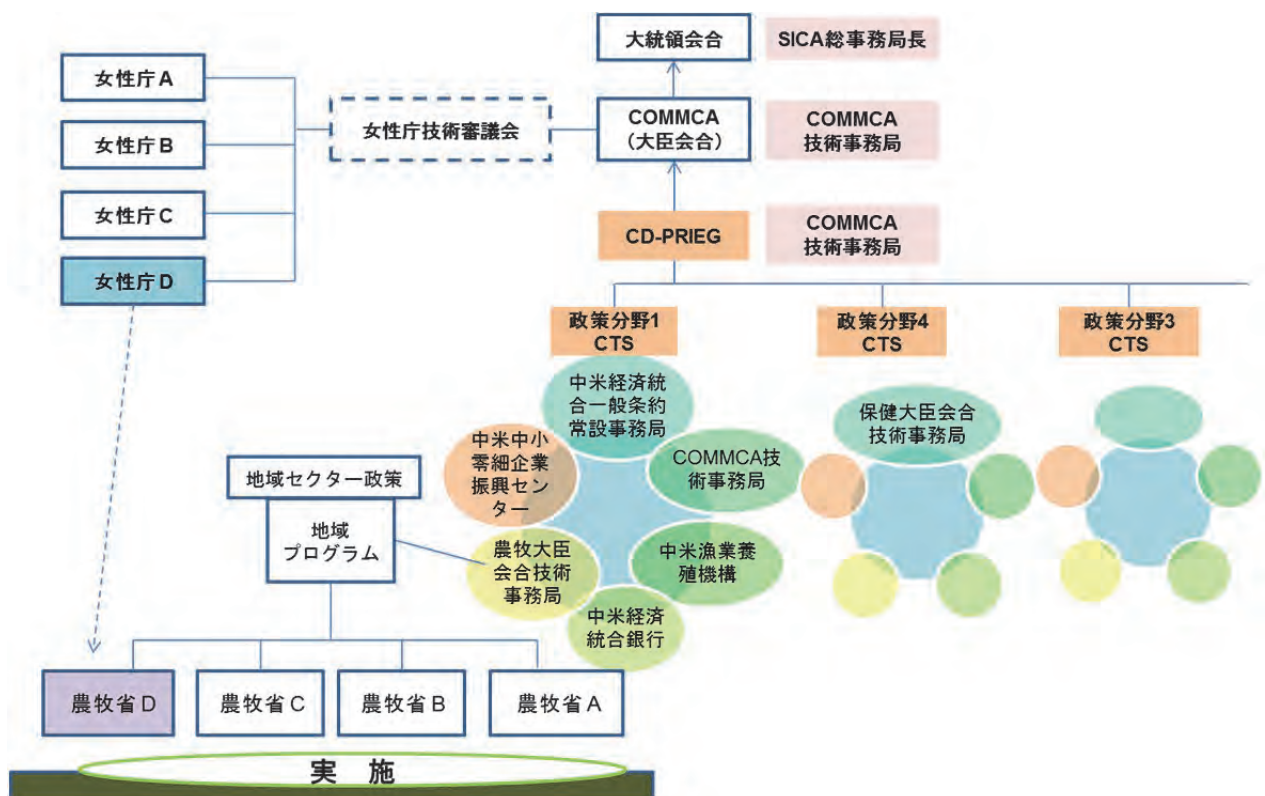 大統領会合
SICA総事務局長
女性庁A
女性庁B
女性庁C
女性庁D
女性庁技術審議会
COMMCA
(大臣会合)
COMMCA
技術事務局
CD-PRIEG
COMMCA
技術事務局
政策分野1
CTS
政策分野4
CTS
政策分野3
CTS
中米経済統
合一般条約
常設事務局
中米中小
零細企業
振興セン
ター
COMMCA技
術事務局
農牧大臣
会合技術
事務局
中米漁業養
殖機構
中米経済
統合銀行
保健大臣会合
技術事務局
地域セクター政策
地域
プログラム
農牧省D
農牧省C
農牧省B
農牧省A
実 施